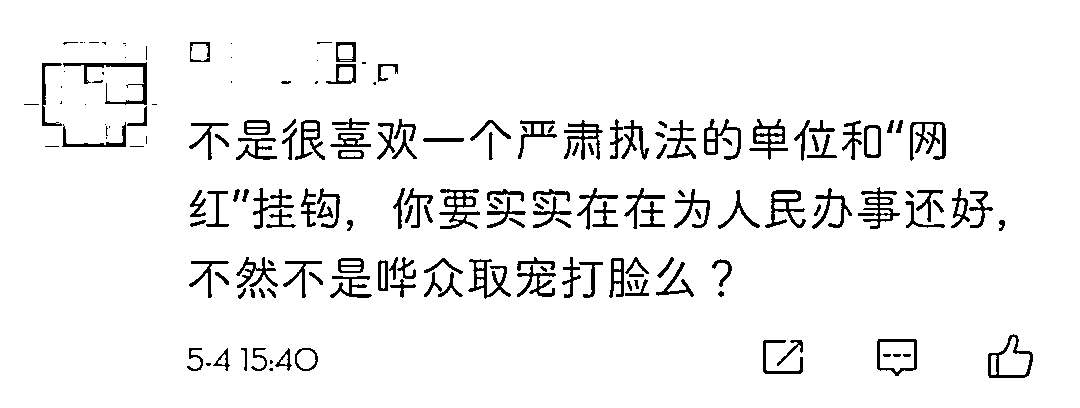 不是很喜欢一个严肃执法的单位和“网
红”挂钩，你要实实在在为人民办事还好，
不然不是哗众取宠打脸么？
5-4 15:40